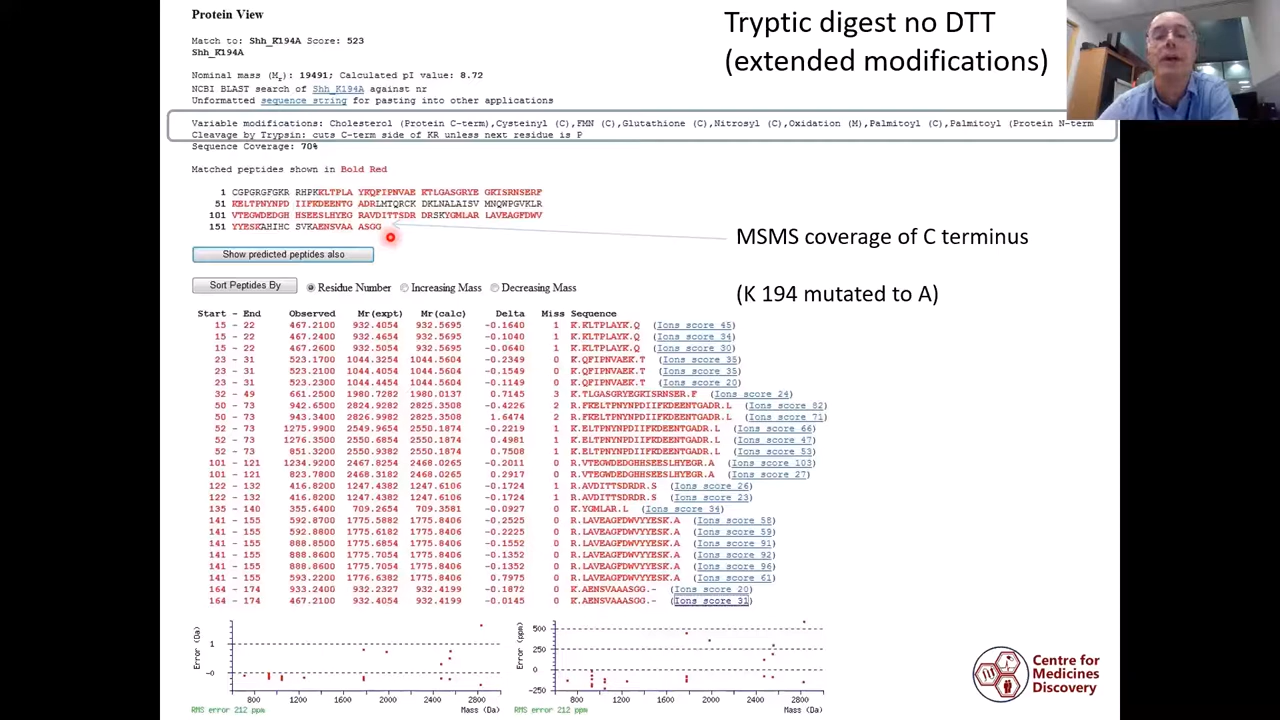 Protein View
Tryptic digest no DTT
(extended modifications)
Match to: Shh_K194A Score: 523
Shh_K194A
Nominal mass (Mr): 19491; Calculated pI value: 8.72
NCBI BLAST search of Shh_K194A against nr
Unformatted sequence string for pasting into other applications
Variable modifications: Cholesterol (Protein C-term),Cysteinyl (C),FMN (C),Glutathione (C),Nitrosyl (C),Oxidation (M),Palmitoyl (C),Palmitoyl (Protein N-term
Cleavage by Trypsin: cuts C-term side of KR unless next residue is P
Sequence Coverage: 70%
Matched peptides shown in Bold Red
1 CGPGRGFGKR RHPKKLTPLA YKQFIPNVAE KTLGASGRYE GKISRNSERF
51 KELTPNYNPD IIFKDEENTG ADRLMTQRCK DKLNALAISV MNQWPGVKLR
101 VTEGWDEDGH HSEESLHYEG RAVDITTSDR DRSKYGMLAR LAVEAGFDWV
151 YYESKAHIHC SVKAENSVAA ASGG
MSMS coverage of C terminus
Show predicted peptides also
Sort Peptides By Residue Number Increasing Mass Decreasing Mass
(K 194 mutated to A)
Start - End Observed Mr(expt) Mr(calc) Delta Miss Sequence
15 - 22 467.2100 932.4054 932.5695 -0.1640 1 K.KLTPLAYK.Q (Ions score 45)
15 - 22 467.2400 932.4654 932.5695 -0.1040 1 K.KLTPLAYK.Q (Ions score 34)
15 - 22 467.2600 932.5054 932.5695 -0.0640 1 K.KLTPLAYK.Q (Ions score 30)
23 - 31 523.1700 1044.3254 1044.5604 -0.2349 0 K.QFIPNVAEK.T (Ions score 35)
23 - 31 523.2100 1044.4054 1044.5604 -0.1549 0 K.QFIPNVAEK.T (Ions score 35)
23 - 31 523.2300 1044.4454 1044.5604 -0.1149 0 K.QFIPNVAEK.T (Ions score 20)
32 - 49 661.2500 1980.7282 1980.0137 0.7145 3 K.TLGASGRYEGKISRNSER.F (Ions score 24)
50 - 73 942.6500 2824.9282 2825.3508 -0.4226 2 R.FKELTPNYNPDIIFKDEENTGADR.L (Ions score 82)
50 - 73 943.3400 2826.9982 2825.3508 1.6474 2 R.FKELTPNYNPDIIFKDEENTGADR.L (Ions score 71)
52 - 73 1275.9900 2549.9654 2550.1874 -0.2219 1 K.ELTPNYNPDIIFKDEENTGADR.L (Ions score 66)
52 - 73 1276.3500 2550.6854 2550.1874 0.4981 1 K.ELTPNYNPDIIFKDEENTGADR.L (Ions score 47)
52 - 73 851.3200 2550.9382 2550.1874 0.7508 1 K.ELTPNYNPDIIFKDEENTGADR.L (Ions score 53)
101 - 121 1234.9200 2467.8254 2468.0265 -0.2011 0 R.VTEGWDEDGHHSEESLHYEGR.A (Ions score 103)
101 - 121 823.7800 2468.3182 2468.0265 0.2917 0 R.VTEGWDEDGHHSEESLHYEGR.A (Ions score 27)
122 - 132 416.8200 1247.4382 1247.6106 -0.1724 1 R.AVDITTSDRDR.S (Ions score 26)
122 - 132 416.8200 1247.4382 1247.6106 -0.1724 1 R.AVDITTSDRDR.S (Ions score 23)
135 - 140 355.6400 709.2654 709.3581 -0.0927 0 K.YGMLAR.L (Ions score 34)
141 - 155 592.8700 1775.5882 1775.8406 -0.2525 0 R.LAVEAGFDWVYYESK.A (Ions score 58)
141 - 155 592.8800 1775.6182 1775.8406 -0.2225 0 R.LAVEAGFDWVYYESK.A (Ions score 59)
141 - 155 888.8500 1775.6854 1775.8406 -0.1552 0 R.LAVEAGFDWVYYESK.A (Ions score 91)
141 - 155 888.8600 1775.7054 1775.8406 -0.1352 0 R.LAVEAGFDWVYYESK.A (Ions score 92)
141 - 155 888.8600 1775.7054 1775.8406 -0.1352 0 R.LAVEAGFDWVYYESK.A (Ions score 96)
141 - 155 593.2200 1776.6382 1775.8406 0.7975 0 R.LAVEAGFDWVYYESK.A (Ions score 61)
164 - 174 933.2400 932.2327 932.4199 -0.1872 0 K.AENSVAAASGG.- (Ions score 20)
164 - 174 467.2100 932.4054 932.4199 -0.0145 0 K.AENSVAAASGG.- (Ions score 31)
Error (Da)
1
-0
800 1200 1600 2000 2400 2800
RMS error 212 ppm Mass (Da)
Error (ppm)
500
250
0
-250
800 1200 1600 2000 2400 2800
RMS error 212 ppm Mass (Da)
Centre for
Medicines
Discovery